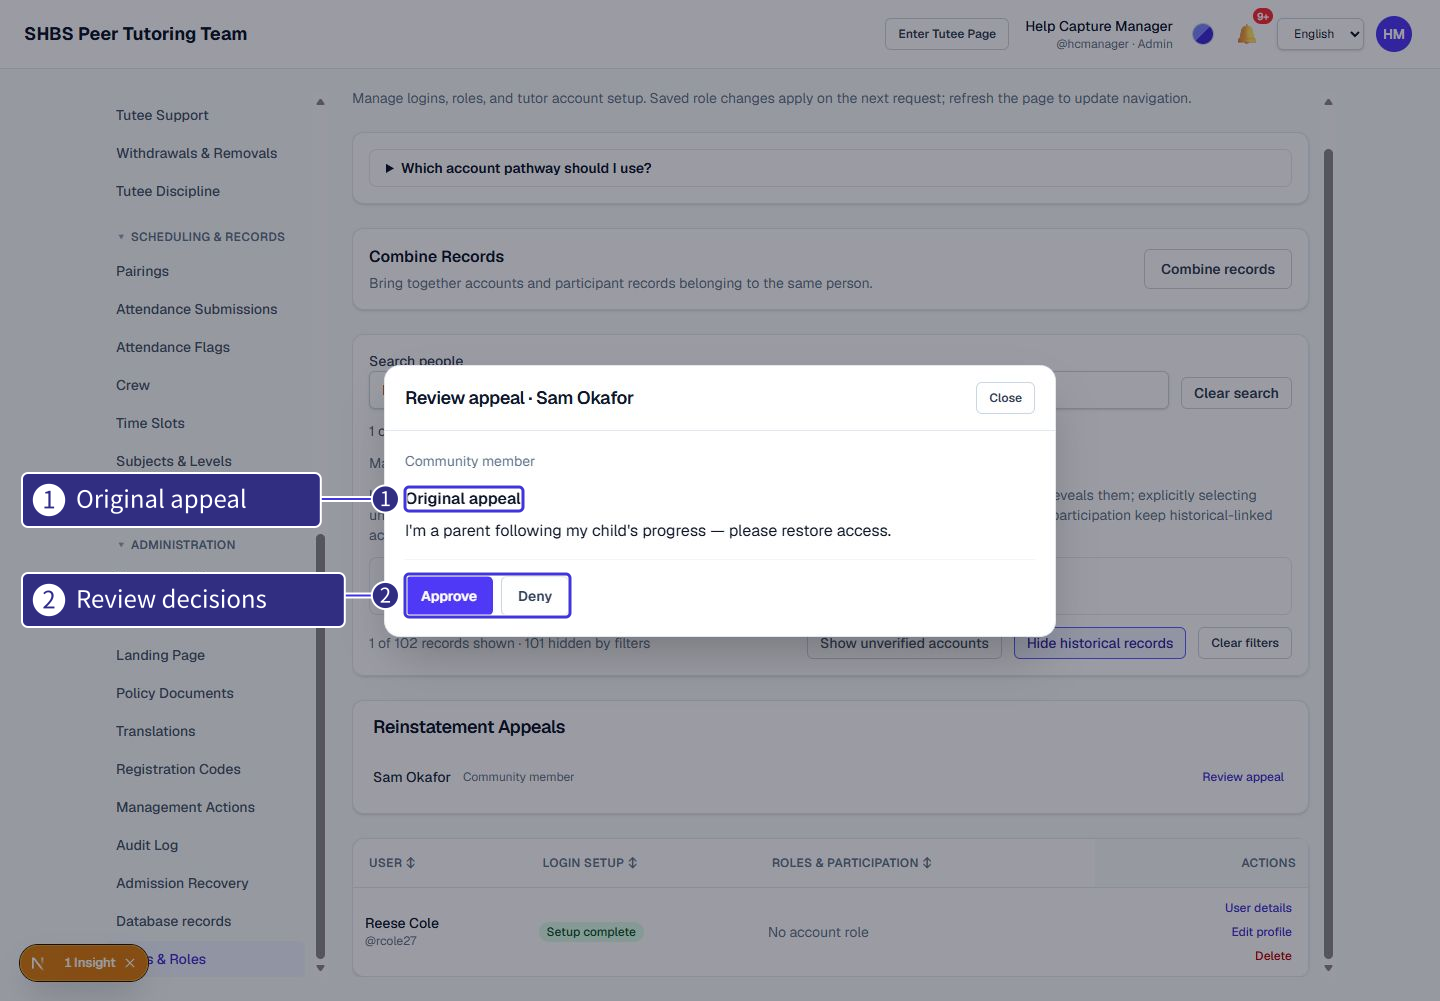 SHBS Peer Tutoring Team
Enter Tutee Page
Help Capture Manager
@hcmanager · Admin
9+
English
HM
Tutee Support
Withdrawals & Removals
Tutee Discipline
SCHEDULING & RECORDS
Pairings
Attendance Submissions
Attendance Flags
Crew
Time Slots
Subjects & Levels
1 Original appeal
ADMINISTRATION
2 Review decisions
Landing Page
Policy Documents
Translations
Registration Codes
Management Actions
Audit Log
Admission Recovery
Database records
s & Roles
N 1 Insight ×
Manage logins, roles, and tutor account setup. Saved role changes apply on the next request; refresh the page to update navigation.
Which account pathway should I use?
Combine Records
Bring together accounts and participant records belonging to the same person.
Combine records
Search people
Clear search
1 o
Ma
eveals them; explicitly selecting
un
participation keep historical-linked
ac
Review appeal · Sam Okafor
Close
Community member
1 Original appeal
I'm a parent following my child's progress — please restore access.
2 Approve Deny
1 of 102 records shown · 101 hidden by filters
Show unverified accounts
Hide historical records
Clear filters
Reinstatement Appeals
Sam Okafor Community member
Review appeal
USER LOGIN SETUP ROLES & PARTICIPATION ACTIONS
Reese Cole
@rcole27
Setup complete
No account role
User details
Edit profile
Delete